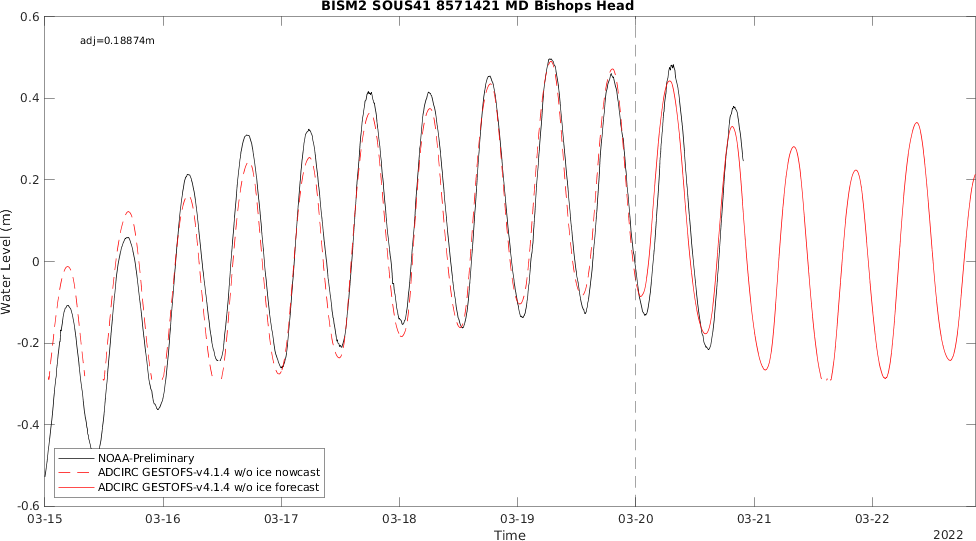 BISM2 SOUS41 8571421 MD Bishops Head
adj=0.18874m
0.6
0.4
0.2
0
-0.2
-0.4
-0.6
Water Level (m)
NOAA-Preliminary
ADCIRC GESTOFS-v4.1.4 w/o ice nowcast
ADCIRC GESTOFS-v4.1.4 w/o ice forecast
03-15 03-16 03-17 03-18 03-19 03-20 03-21 03-22
Time
2022